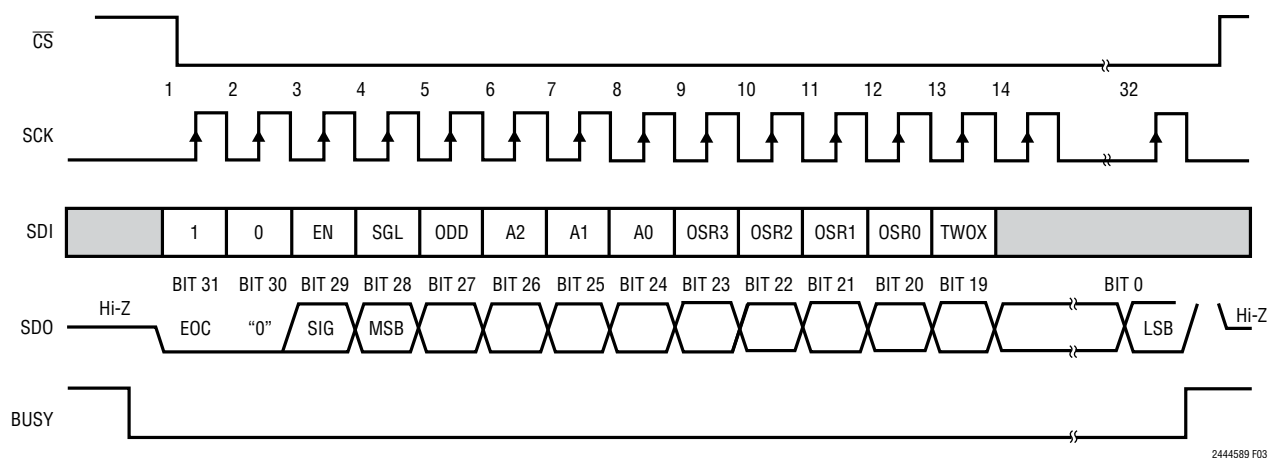 CS
1 2 3 4 5 6 7 8 9 10 11 12 13 14 32
SCK
SDI 1 0 EN SGL ODD A2 A1 A0 OSR3 OSR2 OSR1 OSR0 TWOX
BIT 31 BIT 30 BIT 29 BIT 28 BIT 27 BIT 26 BIT 25 BIT 24 BIT 23 BIT 22 BIT 21 BIT 20 BIT 19 BIT 0
Hi-Z Hi-Z
SDO EOC “0” SIG MSB LSB
BUSY
2444589 F03